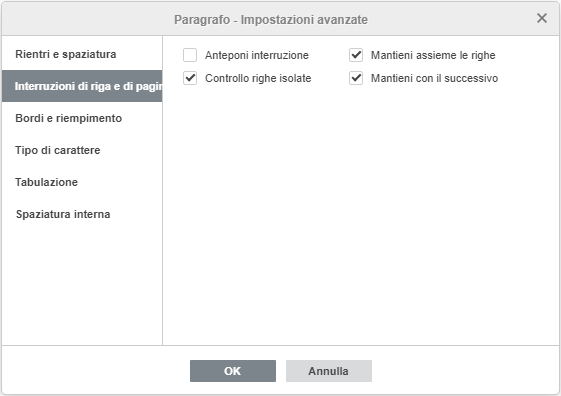 Paragrafo - Impostazioni avanzate
Rientri e spaziatura
Interruzioni di riga e di pagin
Bordi e riempimento
Tipo di carattere
Tabulazione
Spaziatura interna
Anteponi interruzione
Mantieni assieme le righe
Controllo righe isolate
Mantieni con il successivo
OK
Annulla